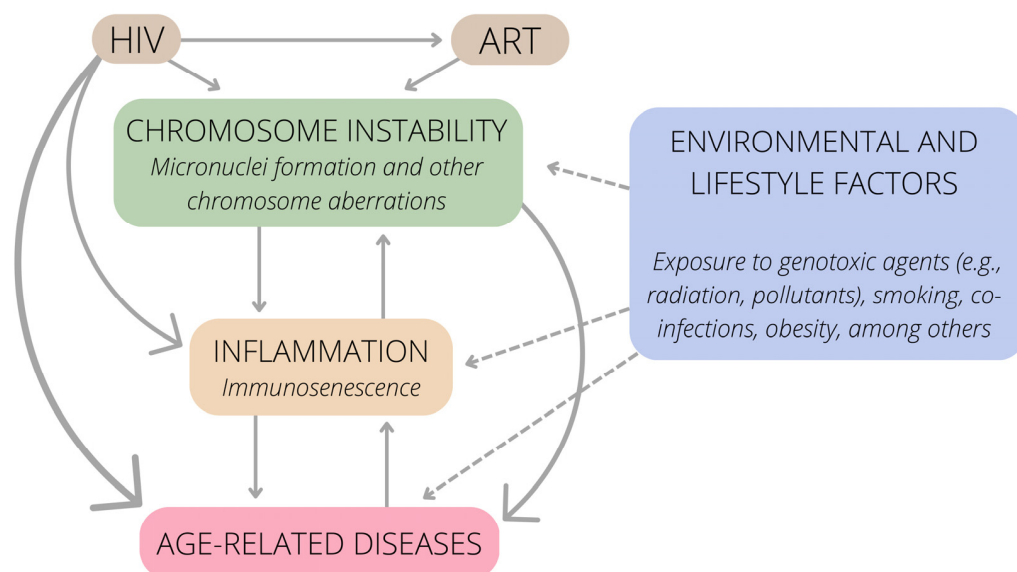 HIV
ART
CHROMOSOME INSTABILITY
Micronuclei formation and other
chromosome aberrations
ENVIRONMENTAL AND
LIFESTYLE FACTORS
Exposure to genotoxic agents (e.g.,
radiation, pollutants), smoking, co-
infections, obesity, among others
INFLAMMATION
Immunosenescence
AGE-RELATED DISEASES